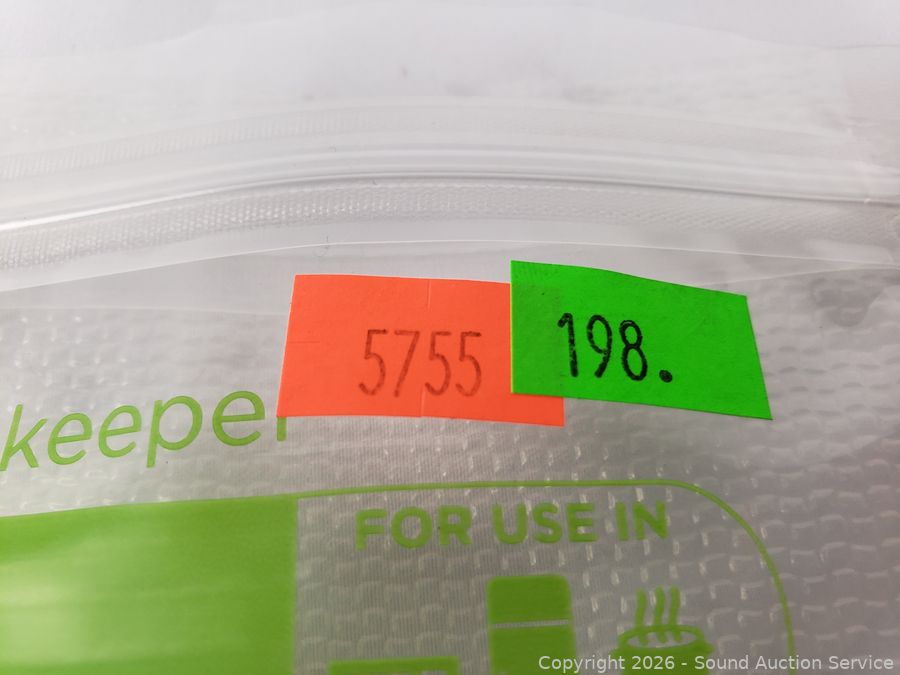 5755
198.
keeper
FOR USE IN
Copyright 2026 - Sound Auction Service